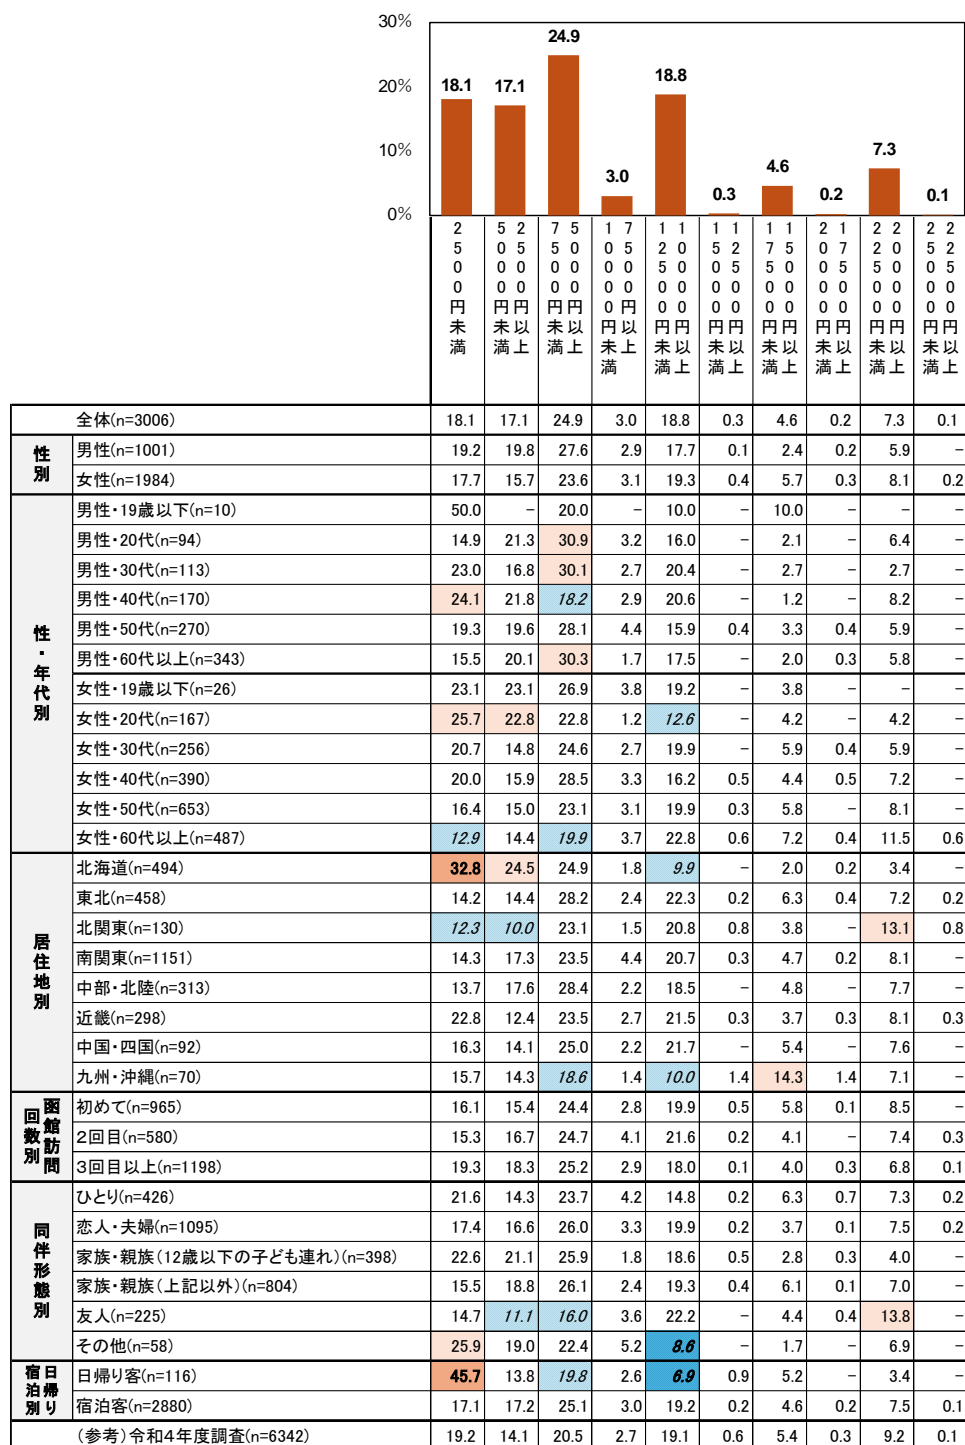 30%
20%
10%
0%
18.1
17.1
24.9
3.0
18.8
0.3
4.6
0.2
7.3
0.1
2500円未満
2500円以上
5000円未満
5000円以上
7500円未満
7500円以上
10000円未満
10000円以上
12500円未満
12500円以上
15000円未満
15000円以上
17500円未満
17500円以上
20000円未満
20000円以上
22500円未満
22500円以上
25000円未満
全体(n=3006) 18.1 17.1 24.9 3.0 18.8 0.3 4.6 0.2 7.3 0.1
性別
男性(n=1001) 19.2 19.8 27.6 2.9 17.7 0.1 2.4 0.2 5.9 −
女性(n=1984) 17.7 15.7 23.6 3.1 19.3 0.4 5.7 0.3 8.1 0.2
性・年代別
男性・19歳以下(n=10) 50.0 − 20.0 − 10.0 − 10.0 − − −
男性・20代(n=94) 14.9 21.3 30.9 3.2 16.0 − 2.1 − 6.4 −
男性・30代(n=113) 23.0 16.8 30.1 2.7 20.4 − 2.7 − 2.7 −
男性・40代(n=170) 24.1 21.8 18.2 2.9 20.6 − 1.2 − 8.2 −
男性・50代(n=270) 19.3 19.6 28.1 4.4 15.9 0.4 3.3 0.4 5.9 −
男性・60代以上(n=343) 15.5 20.1 30.3 1.7 17.5 − 2.0 0.3 5.8 −
女性・19歳以下(n=26) 23.1 23.1 26.9 3.8 19.2 − 3.8 − − −
女性・20代(n=167) 25.7 22.8 22.8 1.2 12.6 − 4.2 − 4.2 −
女性・30代(n=256) 20.7 14.8 24.6 2.7 19.9 − 5.9 0.4 5.9 −
女性・40代(n=390) 20.0 15.9 28.5 3.3 16.2 0.5 4.4 0.5 7.2 −
女性・50代(n=653) 16.4 15.0 23.1 3.1 19.9 0.3 5.8 − 8.1 −
女性・60代以上(n=487) 12.9 14.4 19.9 3.7 22.8 0.6 7.2 0.4 11.5 0.6
居住地別
北海道(n=494) 32.8 24.5 24.9 1.8 9.9 − 2.0 0.2 3.4 −
東北(n=458) 14.2 14.4 28.2 2.4 22.3 0.2 6.3 0.4 7.2 0.2
北関東(n=130) 12.3 10.0 23.1 1.5 20.8 0.8 3.8 − 13.1 0.8
南関東(n=1151) 14.3 17.3 23.5 4.4 20.7 0.3 4.7 0.2 8.1 −
中部・北陸(n=313) 13.7 17.6 28.4 2.2 18.5 − 4.8 − 7.7 −
近畿(n=298) 22.8 12.4 23.5 2.7 21.5 0.3 3.7 0.3 8.1 0.3
中国・四国(n=92) 16.3 14.1 25.0 2.2 21.7 − 5.4 − 7.6 −
九州・沖縄(n=70) 15.7 14.3 18.6 1.4 10.0 1.4 14.3 1.4 7.1 −
函館訪問回数別
初めて(n=965) 16.1 15.4 24.4 2.8 19.9 0.5 5.8 0.1 8.5 −
2回目(n=580) 15.3 16.7 24.7 4.1 21.6 0.2 4.1 − 7.4 0.3
3回目以上(n=1198) 19.3 18.3 25.2 2.9 18.0 0.1 4.0 0.3 6.8 0.1
同伴形態別
ひとり(n=426) 21.6 14.3 23.7 4.2 14.8 0.2 6.3 0.7 7.3 0.2
恋人・夫婦(n=1095) 17.4 16.6 26.0 3.3 19.9 0.2 3.7 0.1 7.5 0.2
家族・親族(12歳以下の子ども連れ)(n=398) 22.6 21.1 25.9 1.8 18.6 0.5 2.8 0.3 4.0 −
家族・親族(上記以外)(n=804) 15.5 18.8 26.1 2.4 19.3 0.4 6.1 0.1 7.0 −
友人(n=225) 14.7 11.1 16.0 3.6 22.2 − 4.4 0.4 13.8 −
その他(n=58) 25.9 19.0 22.4 5.2 8.6 − 1.7 − 6.9 −
日帰り宿泊別
日帰り客(n=116) 45.7 13.8 19.8 2.6 6.9 0.9 5.2 − 3.4 −
宿泊客(n=2880) 17.1 17.2 25.1 3.0 19.2 0.2 4.6 0.2 7.5 0.1
(参考)令和4年度調査(n=6342) 19.2 14.1 20.5 2.7 19.1 0.6 5.4 0.3 9.2 0.1